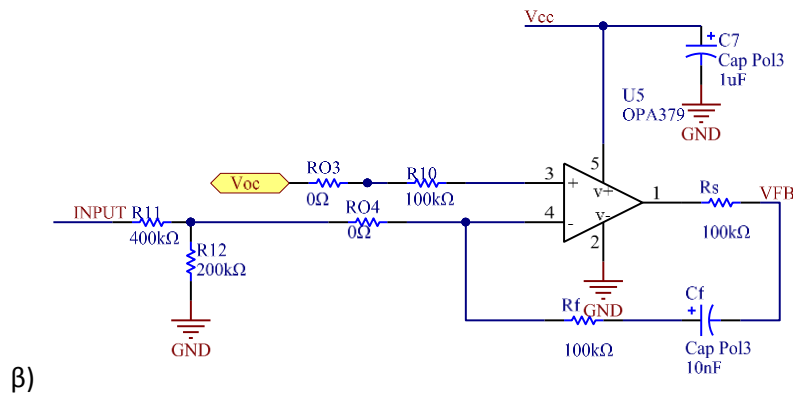 Vcc
C7
Cap Pol3
1uF
GND
U5
OPA379
5
v+
Voc
RO3
0Ω
R10
100kΩ
3
+
1
Rs
100kΩ
VFB
INPUT
R11
400kΩ
RO4
0Ω
4
-
v-
2
R12
200kΩ
GND
GND
Rf
100kΩ
Cf
Cap Pol3
10nF
β)